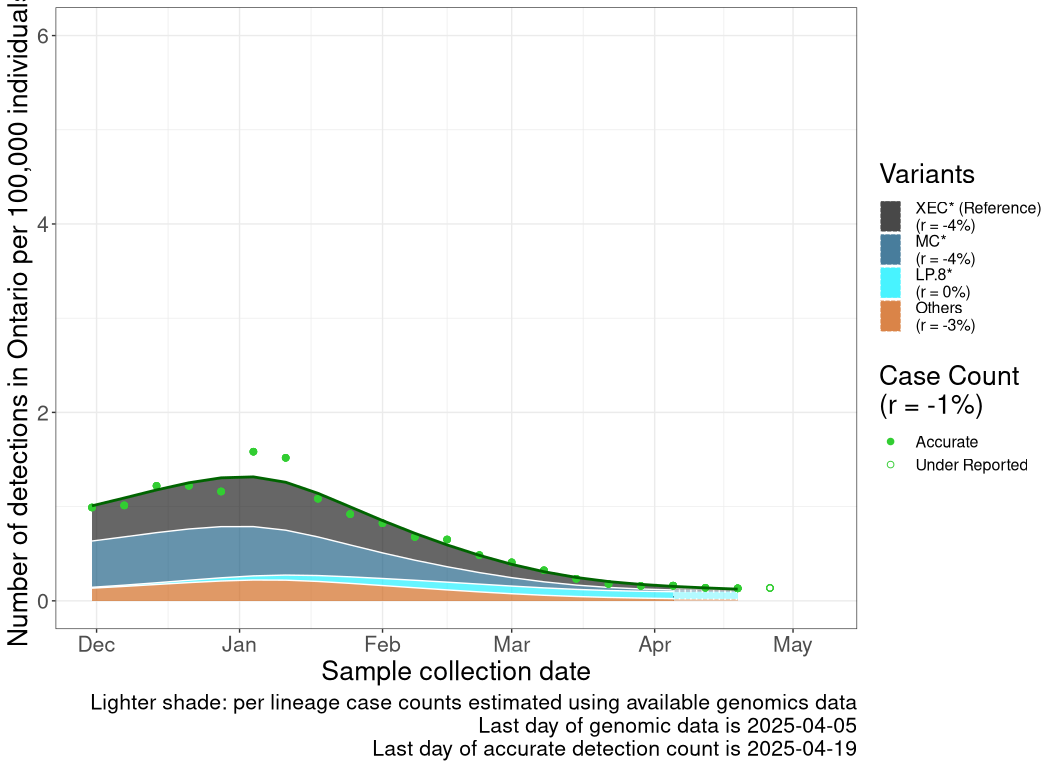 Number of detections in Ontario per 100,000 individuals
6
4
2
0
Dec
Jan
Feb
Mar
Apr
May
Sample collection date
Variants
XEC* (Reference)
(r = -4%)
MC*
(r = -4%)
LP.8*
(r = 0%)
Others
(r = -3%)
Case Count
(r = -1%)
Accurate
Under Reported
Lighter shade: per lineage case counts estimated using available genomics data
Last day of genomic data is 2025-04-05
Last day of accurate detection count is 2025-04-19